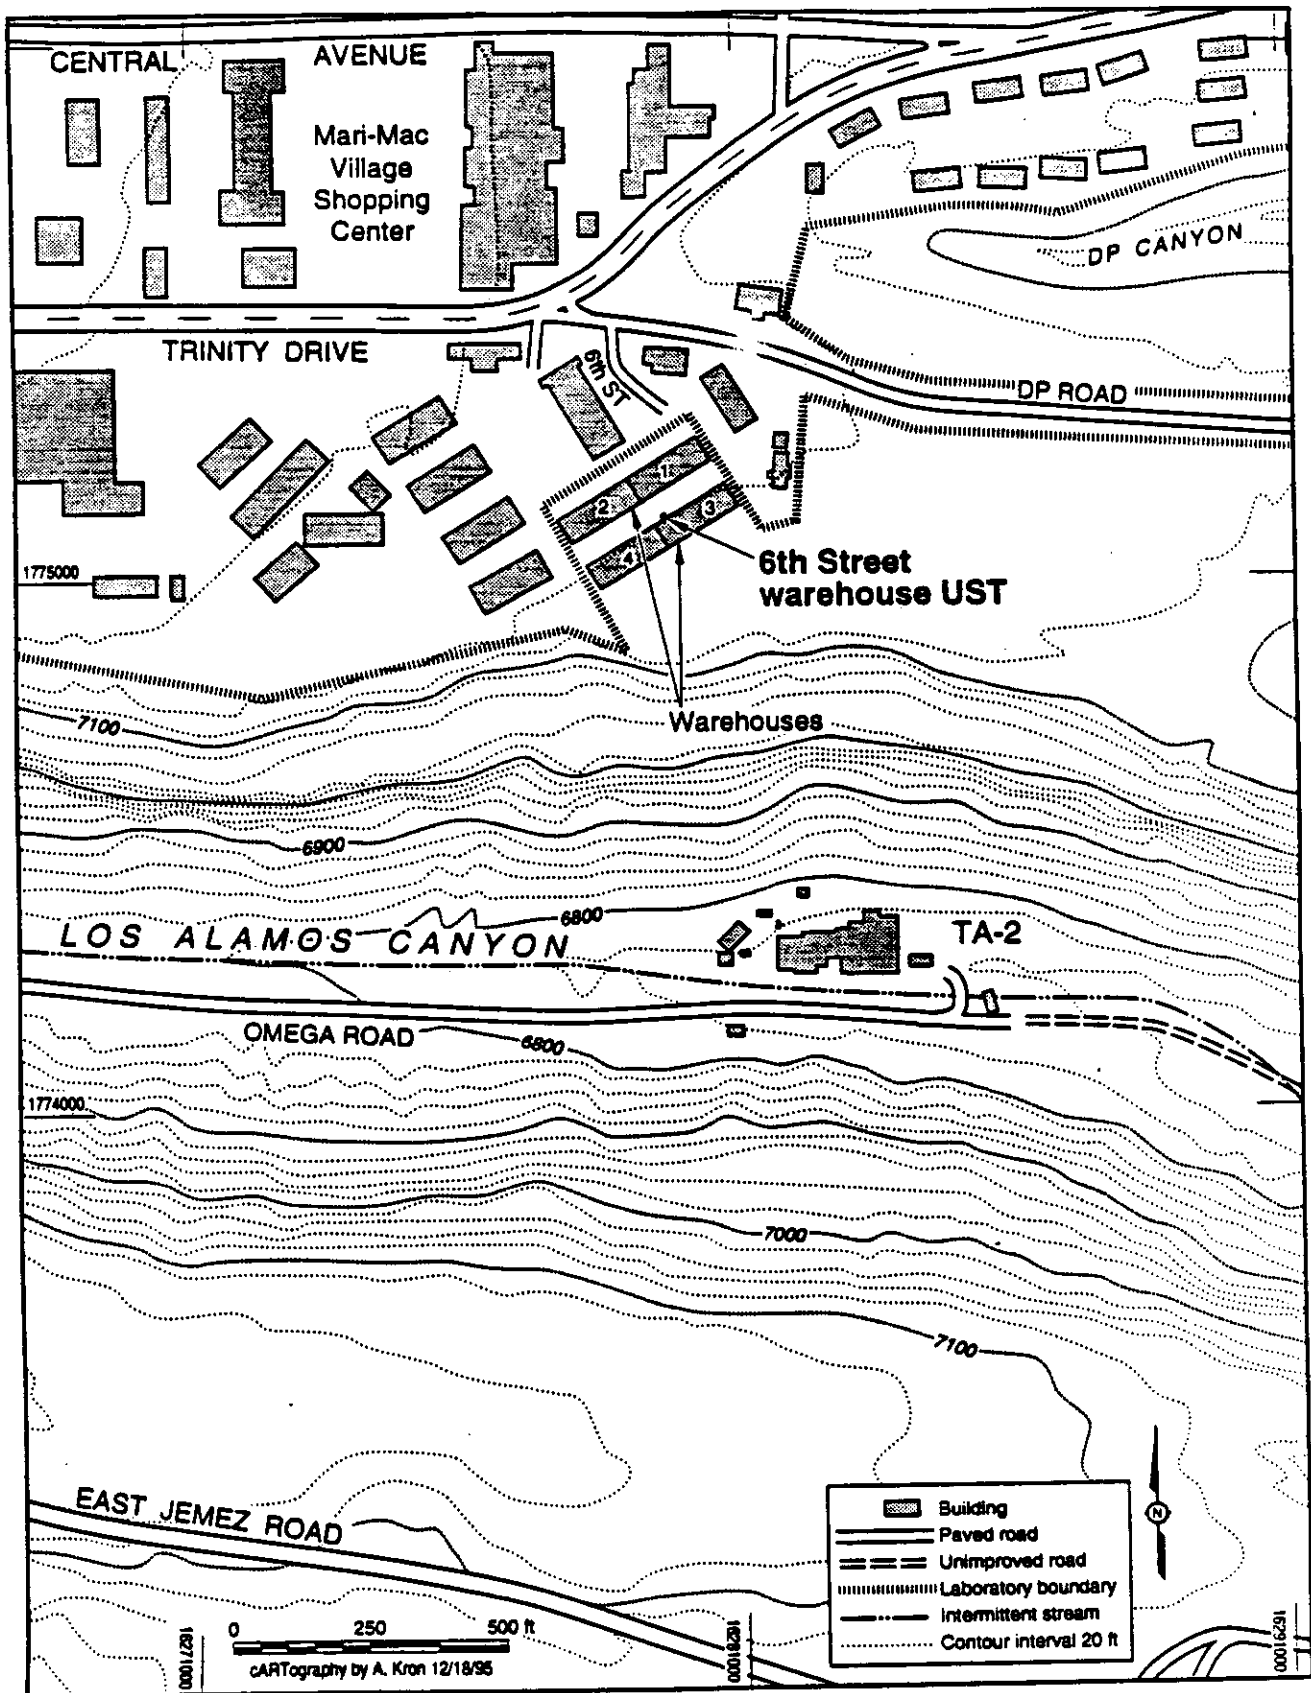 CENTRAL AVENUE
Mari-Mac
Village
Shopping
Center
DP CANYON
TRINITY DRIVE
6th ST
DP ROAD
1
2
3
4
1775000
6th Street
warehouse UST
Warehouses
7100
6900
6800
LOS ALAMOS CANYON
TA-2
OMEGA ROAD
6800
1774000
7000
7100
EAST JEMEZ ROAD
N
Building
Paved road
Unimproved road
Laboratory boundary
Intermittent stream
Contour interval 20 ft
0 250 500 ft
cARTography by A. Kron 12/18/95
16271000
16281000
16291000